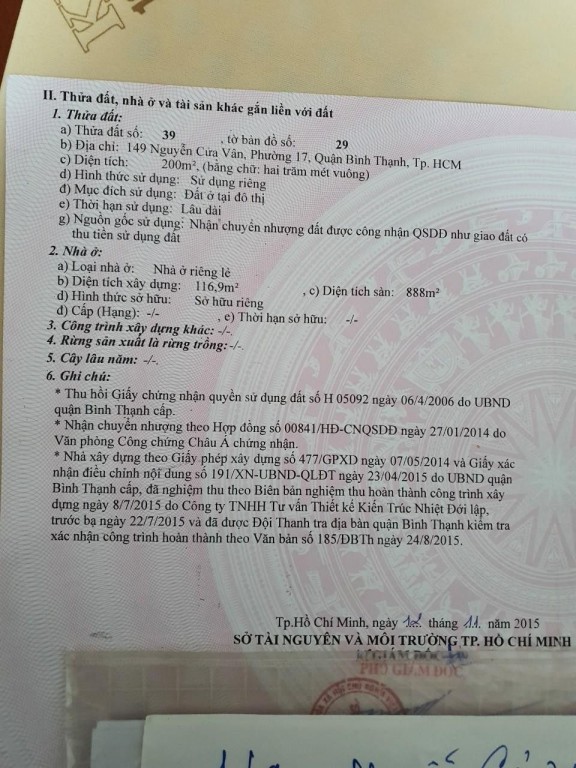 II. Thửa đất, nhà ở và tài sản khác gắn liền với đất
1. Thửa đất:
a) Thửa đất số: 39 , tờ bản đồ số: 29
b) Địa chỉ: 149 Nguyễn Cửu Vân, Phường 17, Quận Bình Thạnh, Tp. HCM
c) Diện tích: 200m², (bằng chữ: hai trăm mét vuông)
d) Hình thức sử dụng: Sử dụng riêng
đ) Mục đích sử dụng: Đất ở tại đô thị
e) Thời hạn sử dụng: Lâu dài
g) Nguồn gốc sử dụng: Nhận chuyển nhượng đất được công nhận QSDĐ như giao đất có
thu tiền sử dụng đất
2. Nhà ở:
a) Loại nhà ở: Nhà ở riêng lẻ
b) Diện tích xây dựng: 116,9m² , c) Diện tích sàn: 888m²
d) Hình thức sở hữu: Sở hữu riêng
đ) Cấp (Hạng): -/- , e) Thời hạn sở hữu: -/-
3. Công trình xây dựng khác: -/-.
4. Rừng sản xuất là rừng trồng: -/-.
5. Cây lâu năm: -/-.
6. Ghi chú:
* Thu hồi Giấy chứng nhận quyền sử dụng đất số H 05092 ngày 06/4/2006 do UBND
quận Bình Thạnh cấp.
* Nhận chuyển nhượng theo Hợp đồng số 00841/HĐ-CNQSDĐ ngày 27/01/2014 do
Văn phòng Công chứng Châu Á chứng nhận.
* Nhà xây dựng theo Giấy phép xây dựng số 477/GPXD ngày 07/05/2014 và Giấy xác
nhận điều chỉnh nội dung số 191/XN-UBND-QLĐT ngày 23/04/2015 do UBND quận
Bình Thạnh cấp, đã nghiệm thu theo Biên bản nghiệm thu hoàn thành công trình xây
dựng ngày 8/7/2015 do Công ty TNHH Tư vấn Thiết kế Kiến Trúc Nhiệt Đới lập,
trước bạ ngày 22/7/2015 và đã được Đội Thanh tra địa bàn quận Bình Thạnh kiểm tra
xác nhận công trình hoàn thành theo Văn bản số 185/ĐBTh ngày 24/8/2015.
Tp.Hồ Chí Minh, ngày 12 tháng 11 năm 2015
SỞ TÀI NGUYÊN VÀ MÔI TRƯỜNG TP. HỒ CHÍ MINH
PHÓ GIÁM ĐỐC